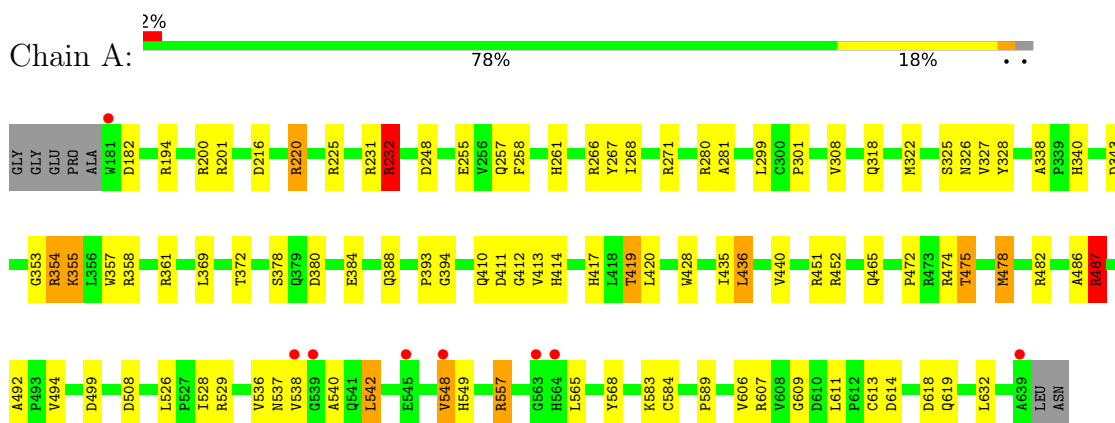 2%
Chain A:
78% 18% • •
GLY GLY GLU PRO ALA W181 D182 R194 R200 R201 D216 R220 R225 R231 R232 D248 E255 V256 Q257 F258 H261 R266 Y267 I268 R271 R280 A281 L299 C300 P301 V308 Q318 M322 S325 N326 V327 Y328 A338 P339 H340
G353 R354 K355 L356 W357 R358 R361 L369 T372 S378 Q379 D380 E384 Q388 P393 G394 Q410 D411 G412 V413 H414 H417 L418 T419 L420 W428 I435 L436 V440 R451 R452 Q465 P472 R473 R474 T475 M478 R482 A486 R487
A492 P493 V494 D499 D508 L526 P527 I528 R529 V536 N537 V538 G539 A540 Q541 L542 E545 V548 H549 R557 G563 H564 L565 Y568 K583 C584 P589 V606 R607 V608 G609 D610 L611 P612 C613 D614 D618 Q619 L632 A639 LEU ASN